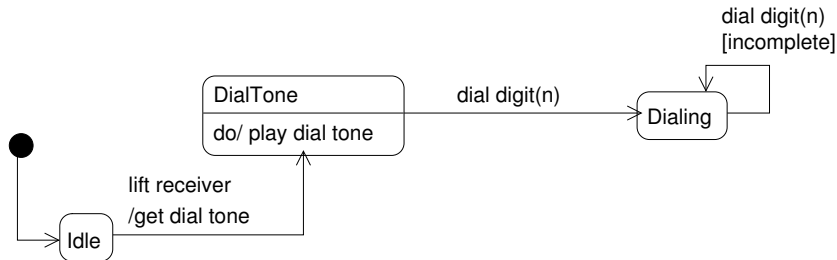 dial digit(n)
[incomplete]
DialTone
dial digit(n)
Dialing
do/ play dial tone
lift receiver
/get dial tone
Idle